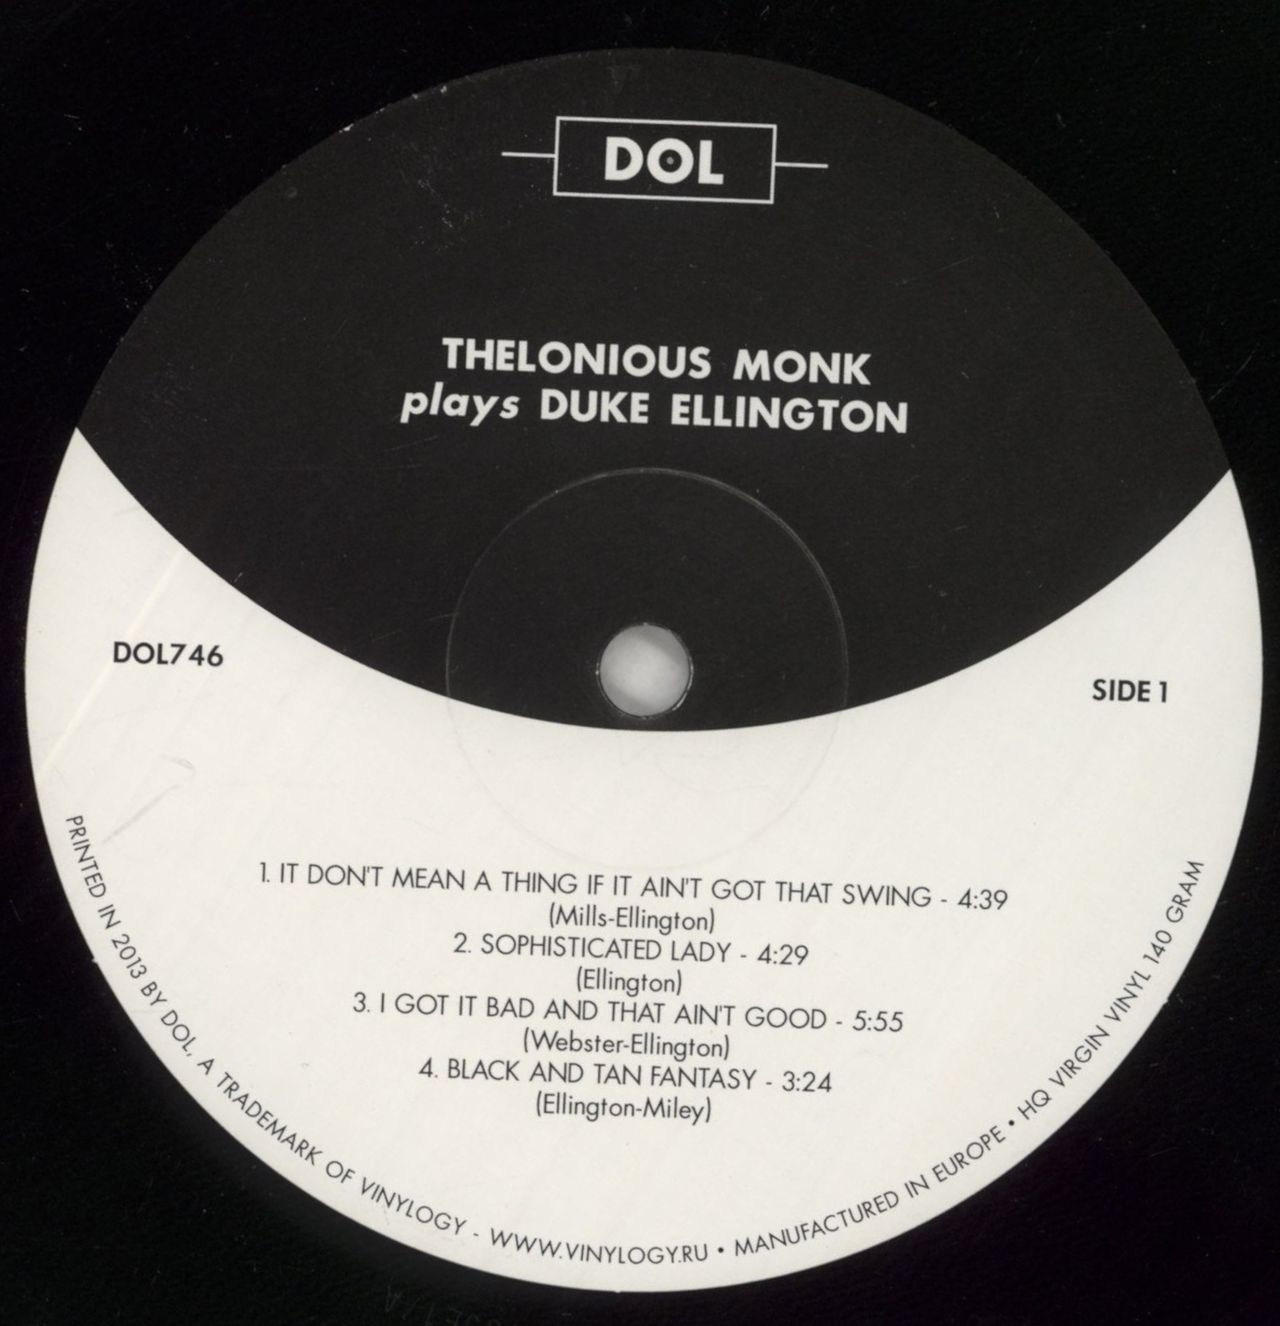 DOL
THELONIOUS MONK
plays DUKE ELLINGTON
DOL746
SIDE 1
1. IT DON'T MEAN A THING IF IT AIN'T GOT THAT SWING - 4:39
(Mills-Ellington)
2. SOPHISTICATED LADY - 4:29
(Ellington)
3. I GOT IT BAD AND THAT AIN'T GOOD - 5:55
(Webster-Ellington)
4. BLACK AND TAN FANTASY - 3:24
(Ellington-Miley)
PRINTED IN 2013 BY DOL, A TRADEMARK OF VINYLOGY - WWW.VINYLOGY.RU • MANUFACTURED IN EUROPE • HQ VIRGIN VINYL 140 GRAM